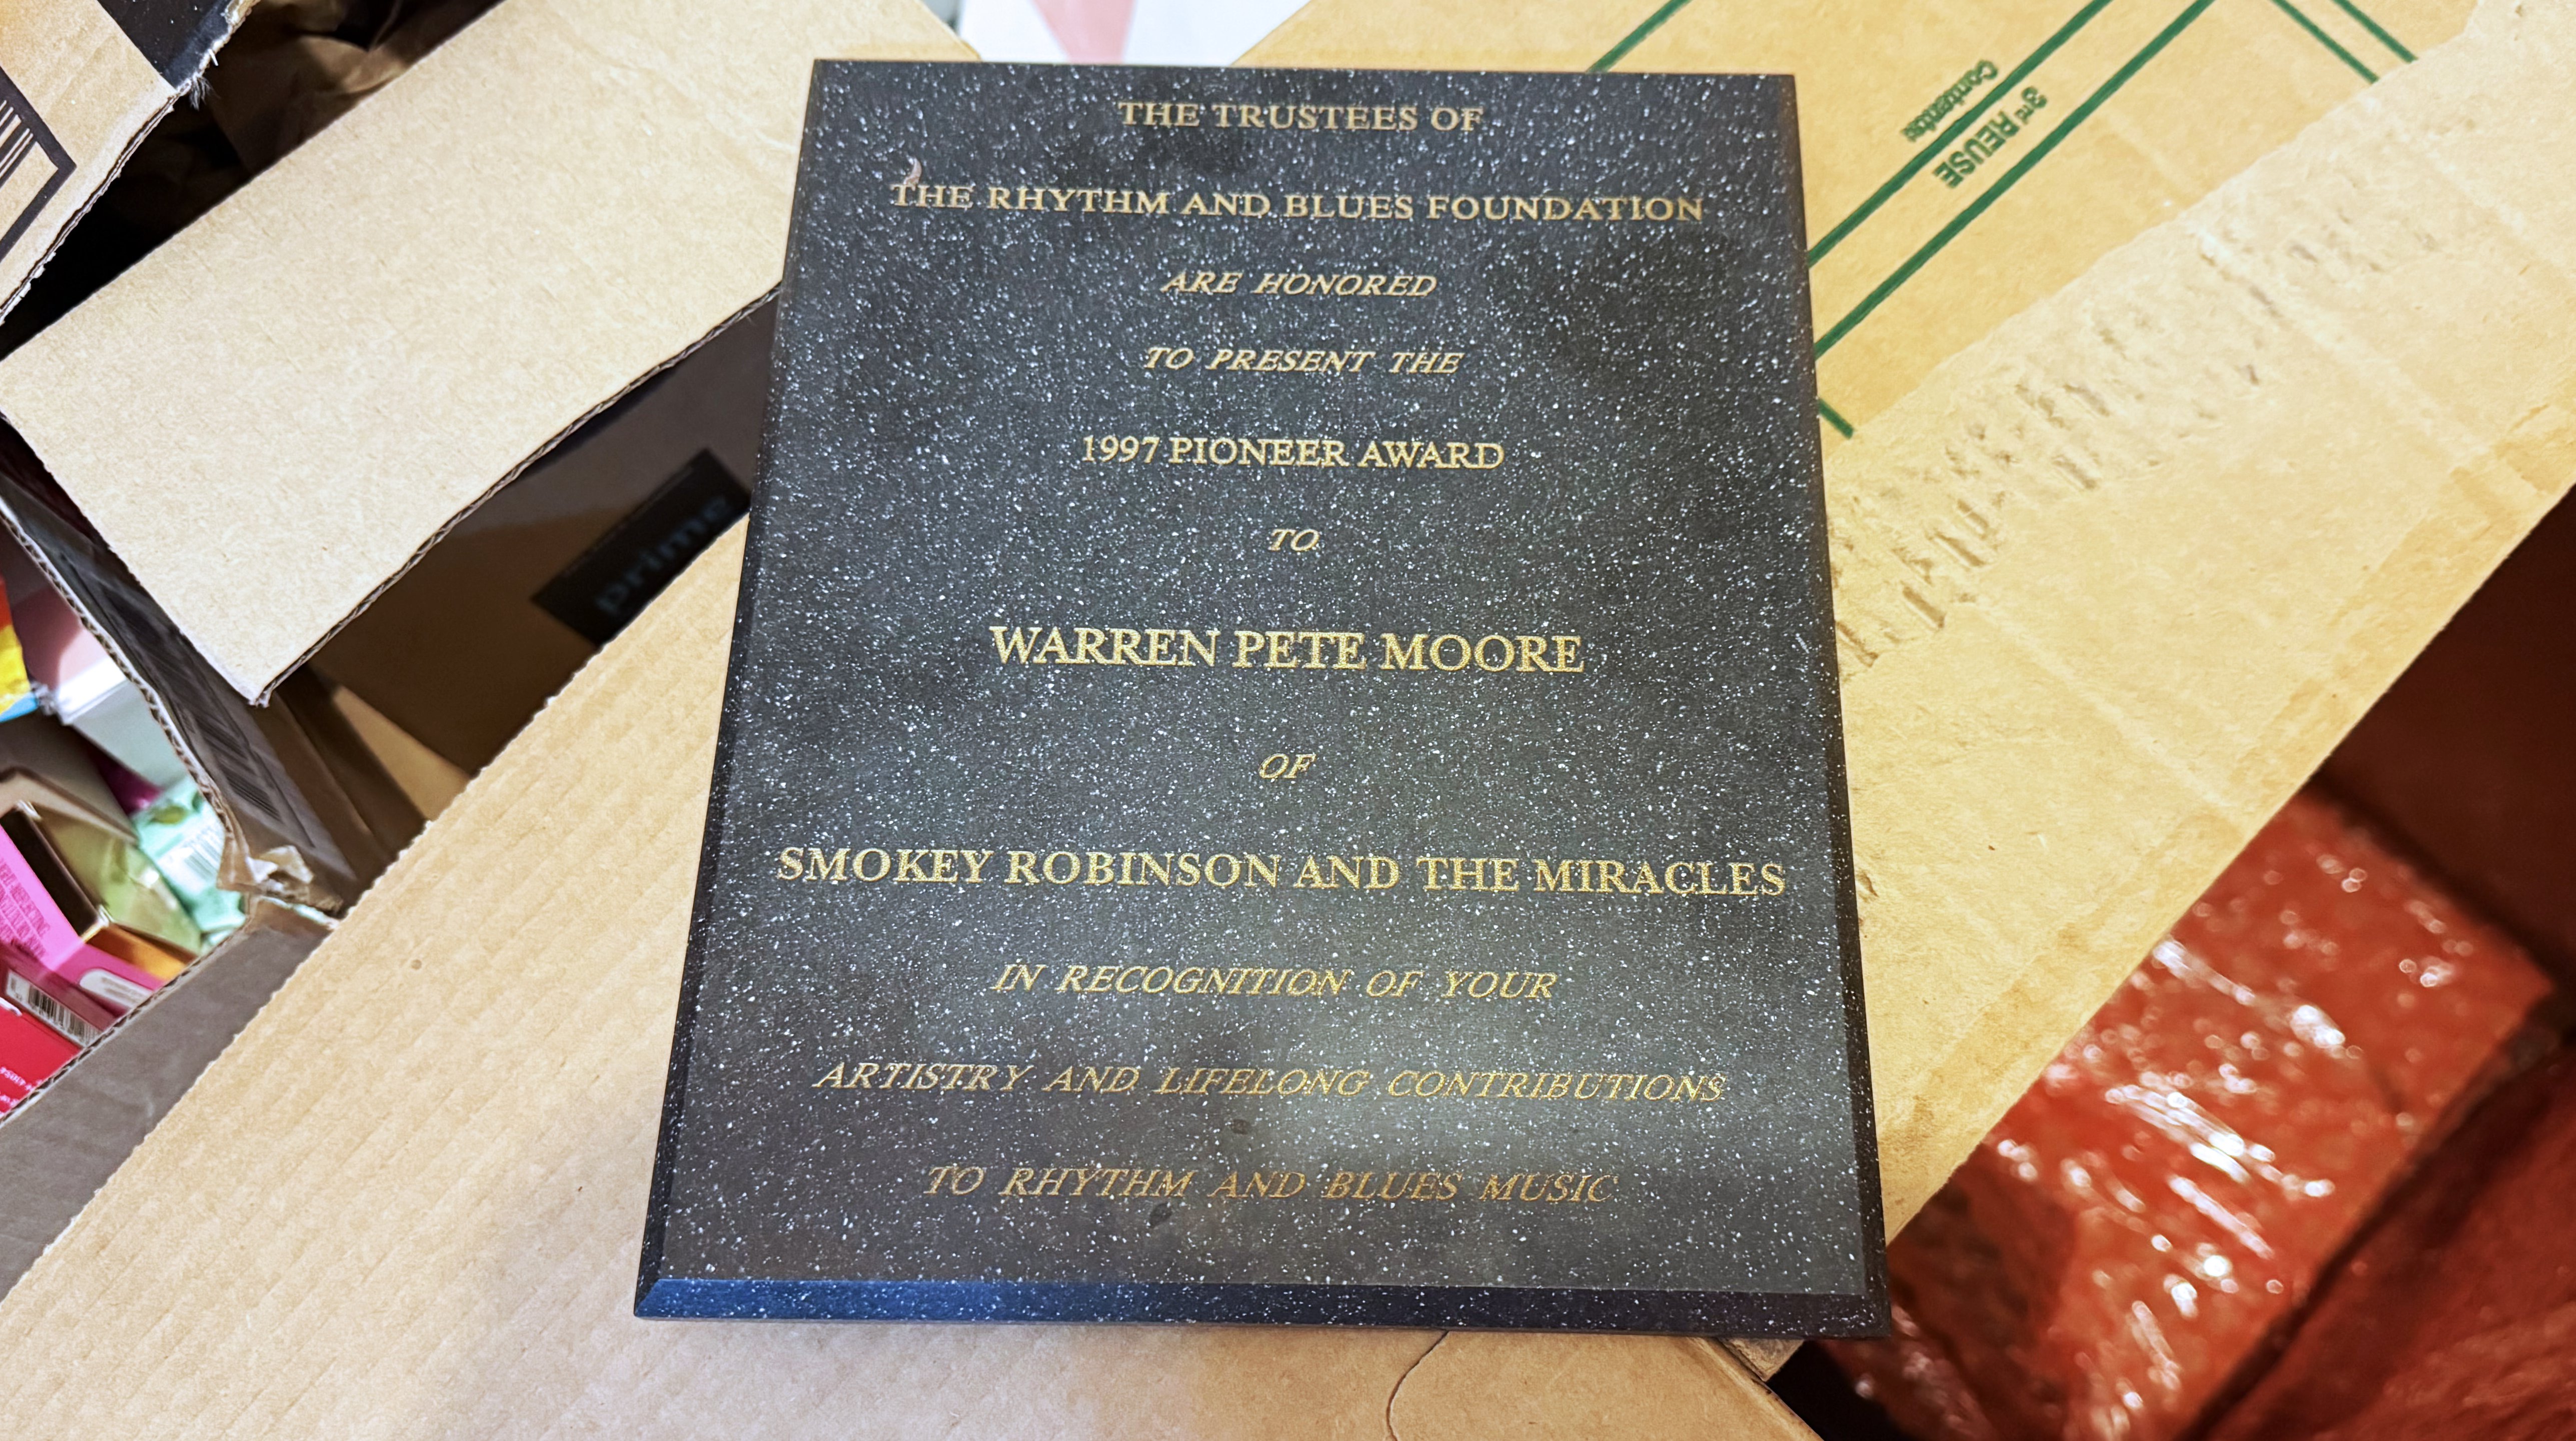 THE TRUSTEES OF
THE RHYTHM AND BLUES FOUNDATION
ARE HONORED
TO PRESENT THE
1997 PIONEER AWARD
TO
WARREN PETE MOORE
OF
SMOKEY ROBINSON AND THE MIRACLES
IN RECOGNITION OF YOUR
ARTISTRY AND LIFELONG CONTRIBUTIONS
TO RHYTHM AND BLUES MUSIC
prime
3rd REUSE